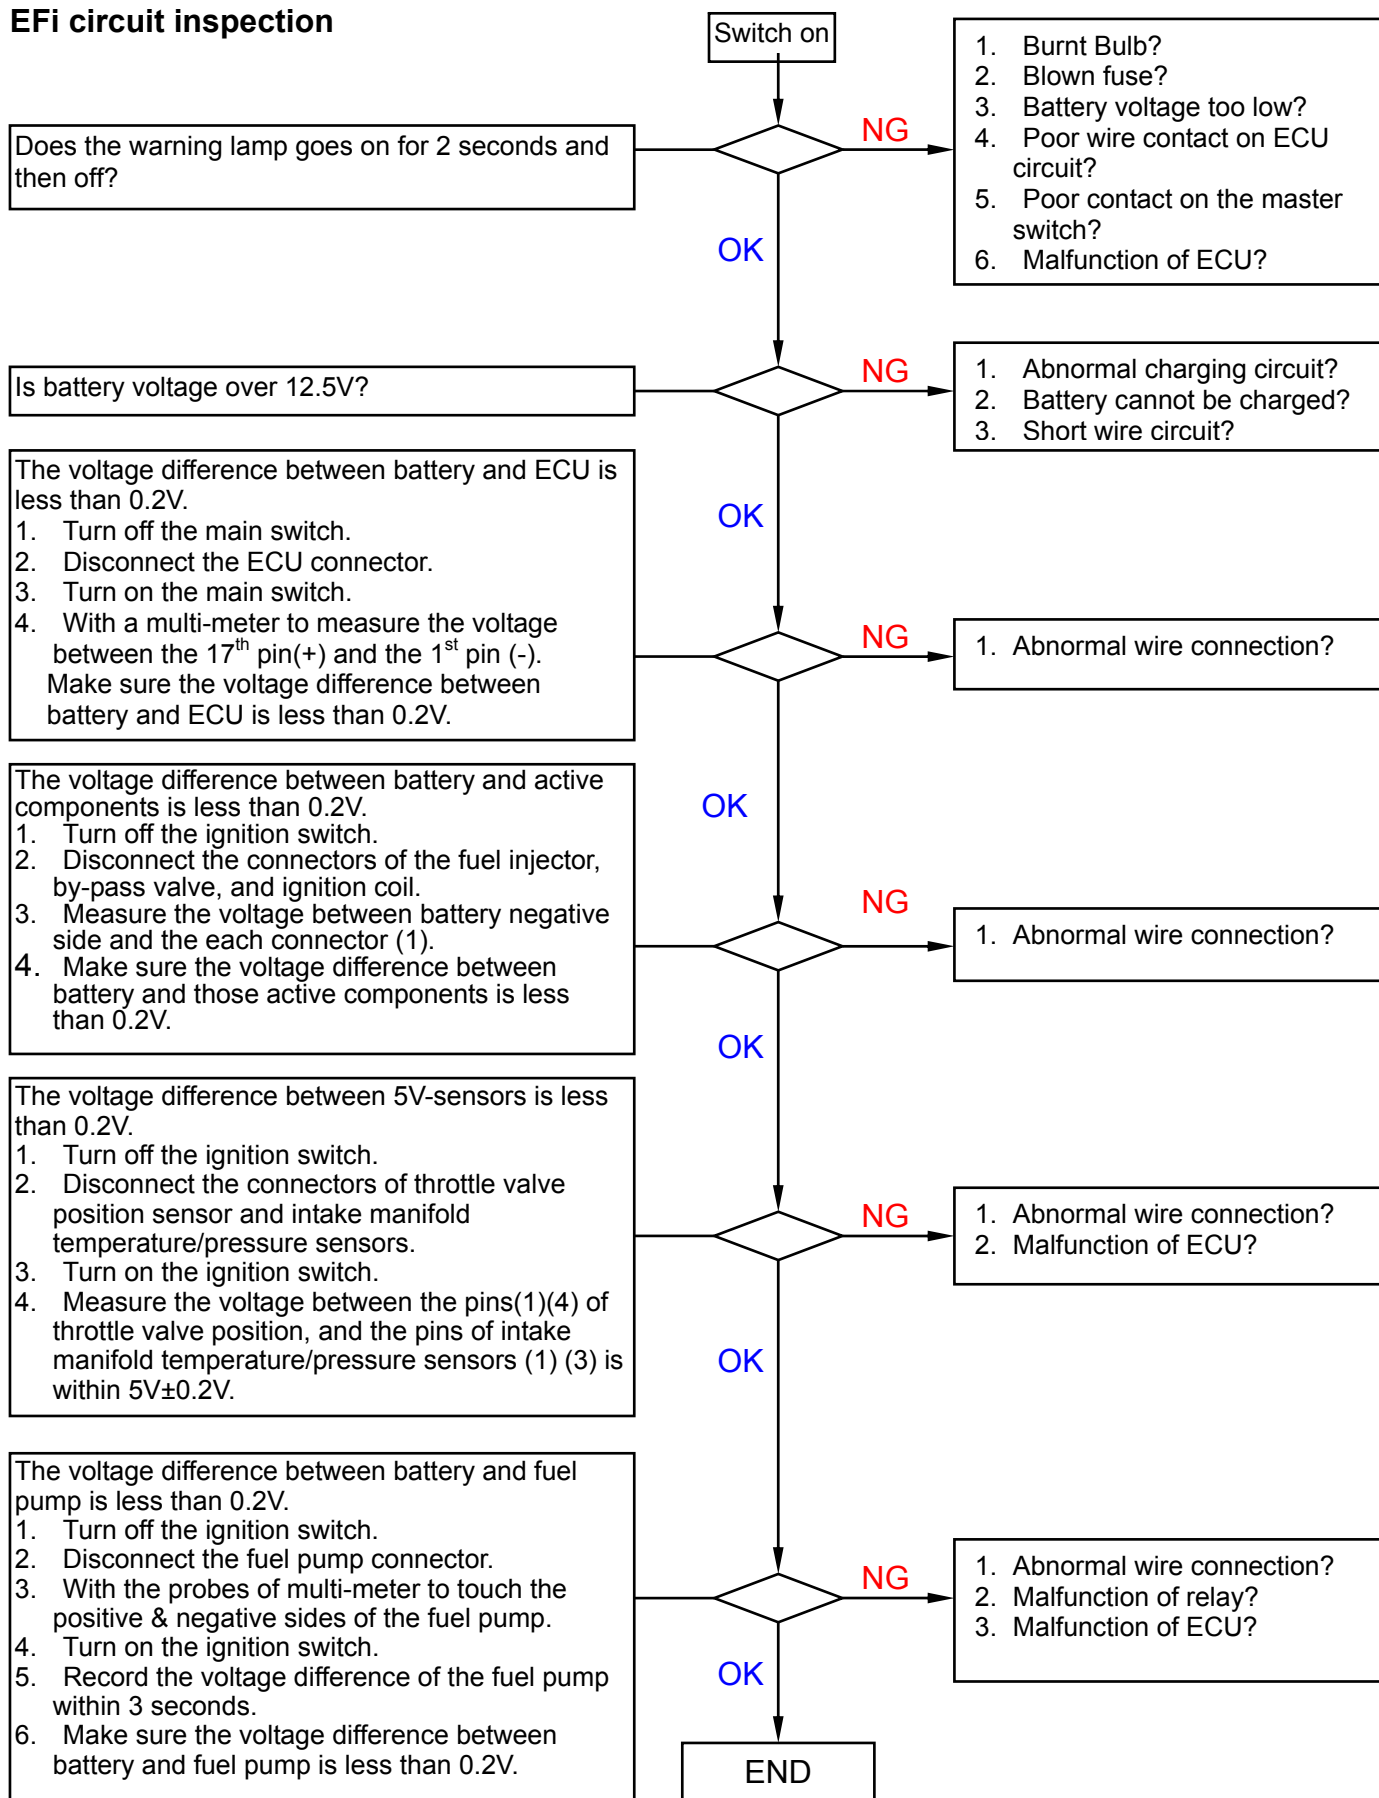 EFi circuit inspection
Switch on
Does the warning lamp goes on for 2 seconds and
then off?
NG
1. Burnt Bulb?
2. Blown fuse?
3. Battery voltage too low?
4. Poor wire contact on ECU
circuit?
5. Poor contact on the master
switch?
6. Malfunction of ECU?
OK
Is battery voltage over 12.5V?
NG
1. Abnormal charging circuit?
2. Battery cannot be charged?
3. Short wire circuit?
OK
The voltage difference between battery and ECU is
less than 0.2V.
1. Turn off the main switch.
2. Disconnect the ECU connector.
3. Turn on the main switch.
4. With a multi-meter to measure the voltage
between the 17th pin(+) and the 1st pin (-).
Make sure the voltage difference between
battery and ECU is less than 0.2V.
NG
1. Abnormal wire connection?
OK
The voltage difference between battery and active
components is less than 0.2V.
1. Turn off the ignition switch.
2. Disconnect the connectors of the fuel injector,
by-pass valve, and ignition coil.
3. Measure the voltage between battery negative
side and the each connector (1).
4. Make sure the voltage difference between
battery and those active components is less
than 0.2V.
NG
1. Abnormal wire connection?
OK
The voltage difference between 5V-sensors is less
than 0.2V.
1. Turn off the ignition switch.
2. Disconnect the connectors of throttle valve
position sensor and intake manifold
temperature/pressure sensors.
3. Turn on the ignition switch.
4. Measure the voltage between the pins(1)(4) of
throttle valve position, and the pins of intake
manifold temperature/pressure sensors (1) (3) is
within 5V±0.2V.
NG
1. Abnormal wire connection?
2. Malfunction of ECU?
OK
The voltage difference between battery and fuel
pump is less than 0.2V.
1. Turn off the ignition switch.
2. Disconnect the fuel pump connector.
3. With the probes of multi-meter to touch the
positive & negative sides of the fuel pump.
4. Turn on the ignition switch.
5. Record the voltage difference of the fuel pump
within 3 seconds.
6. Make sure the voltage difference between
battery and fuel pump is less than 0.2V.
NG
1. Abnormal wire connection?
2. Malfunction of relay?
3. Malfunction of ECU?
OK
END